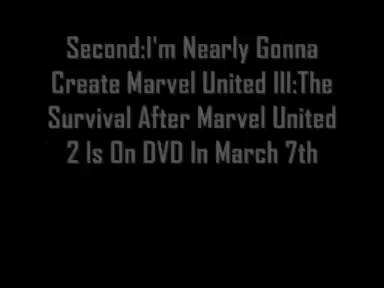 Second:I'm Nearly Gonna
Create Marvel United III:The
Survival After Marvel United
2 Is On DVD In March 7th